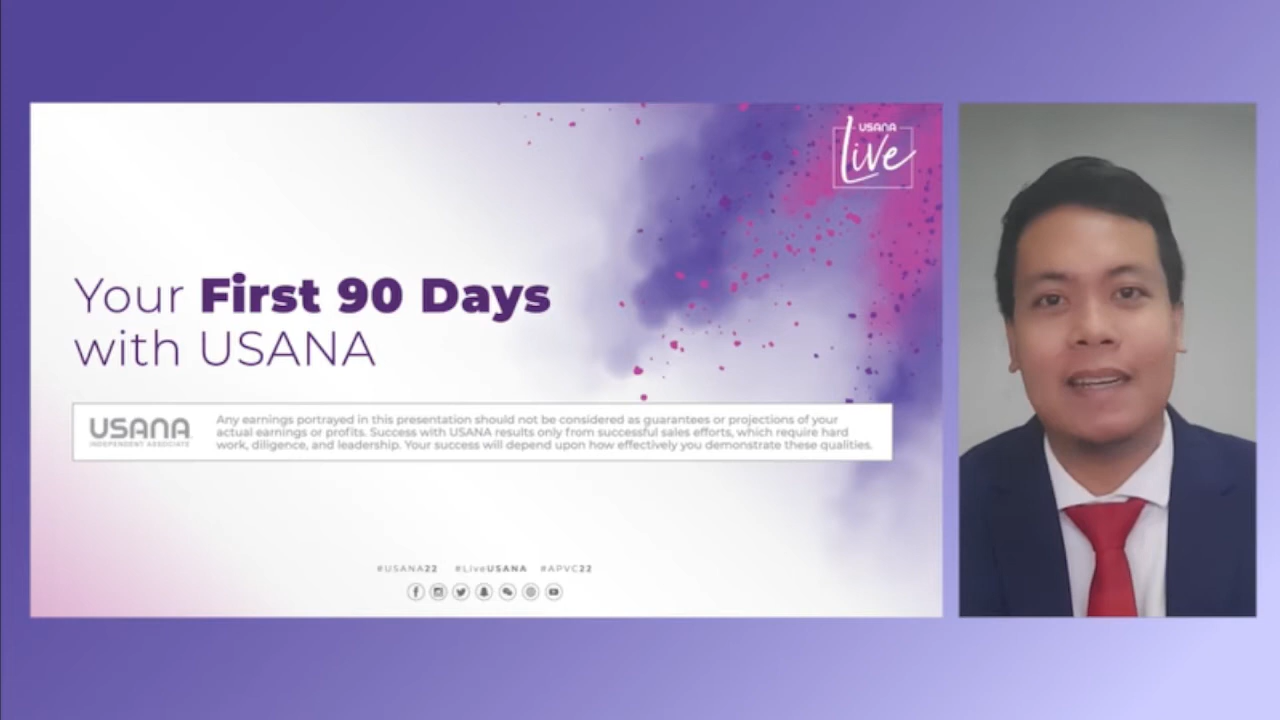 USANA
Live
Your First 90 Days
with USANA
USANA
INDEPENDENT ASSOCIATE
Any earnings portrayed in this presentation should not be considered as guarantees or projections of your
actual earnings or profits. Success with USANA results only from successful sales efforts, which require hard
work, diligence, and leadership. Your success will depend upon how effectively you demonstrate these qualities.
#USANA22 #LiveUSANA #APVC22